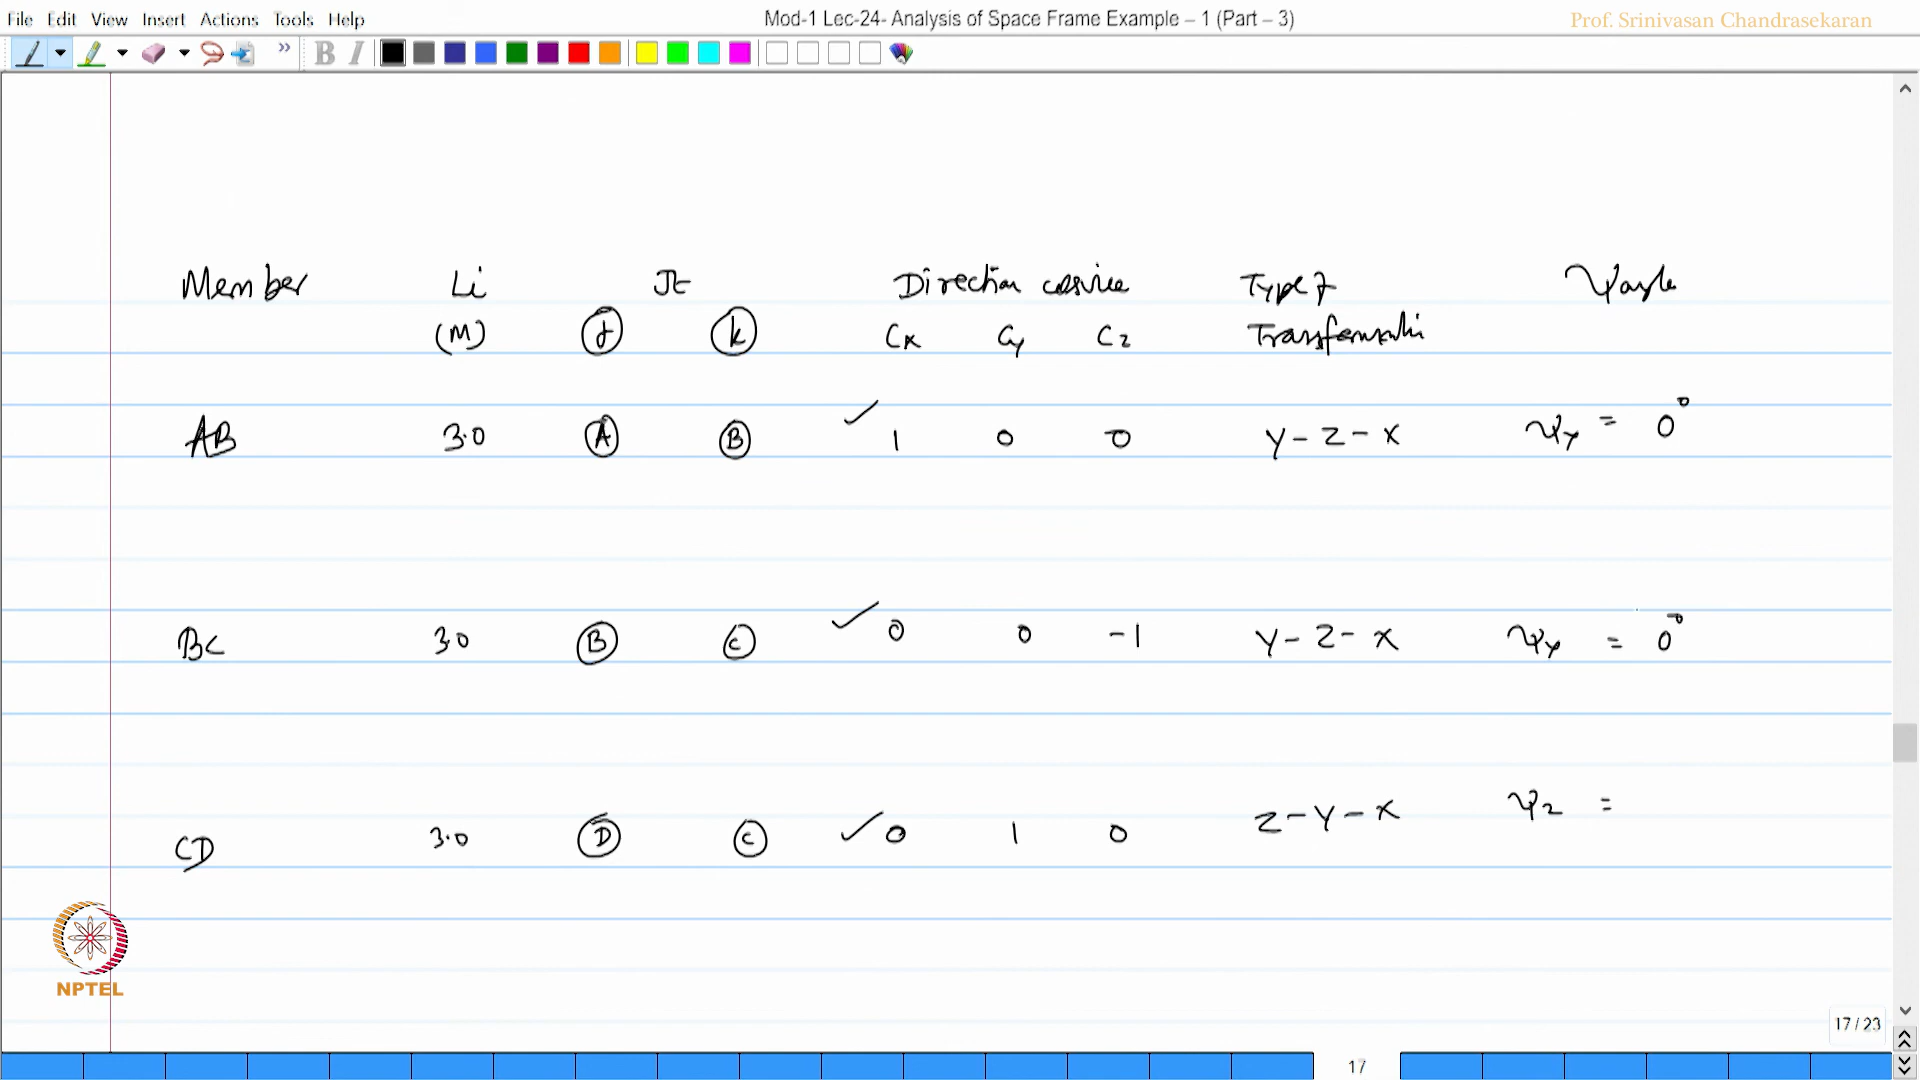 File Edit View Insert Actions Tools Help
Mod-1 Lec-24- Analysis of Space Frame Example – 1 (Part – 3)
Prof. Srinivasan Chandrasekaran
B I
Member Li Jt Direction cosine Type of ψ angle
(M) j k Cx Cy Cz Transformation
AB 3.0 A B 1 0 0 Y-Z-X ψy = 0°
BC 3.0 B C 0 0 -1 Y-Z-X ψy = 0°
CD 3.0 D C 0 1 0 Z-Y-X ψz =
NPTEL
17 / 23
17